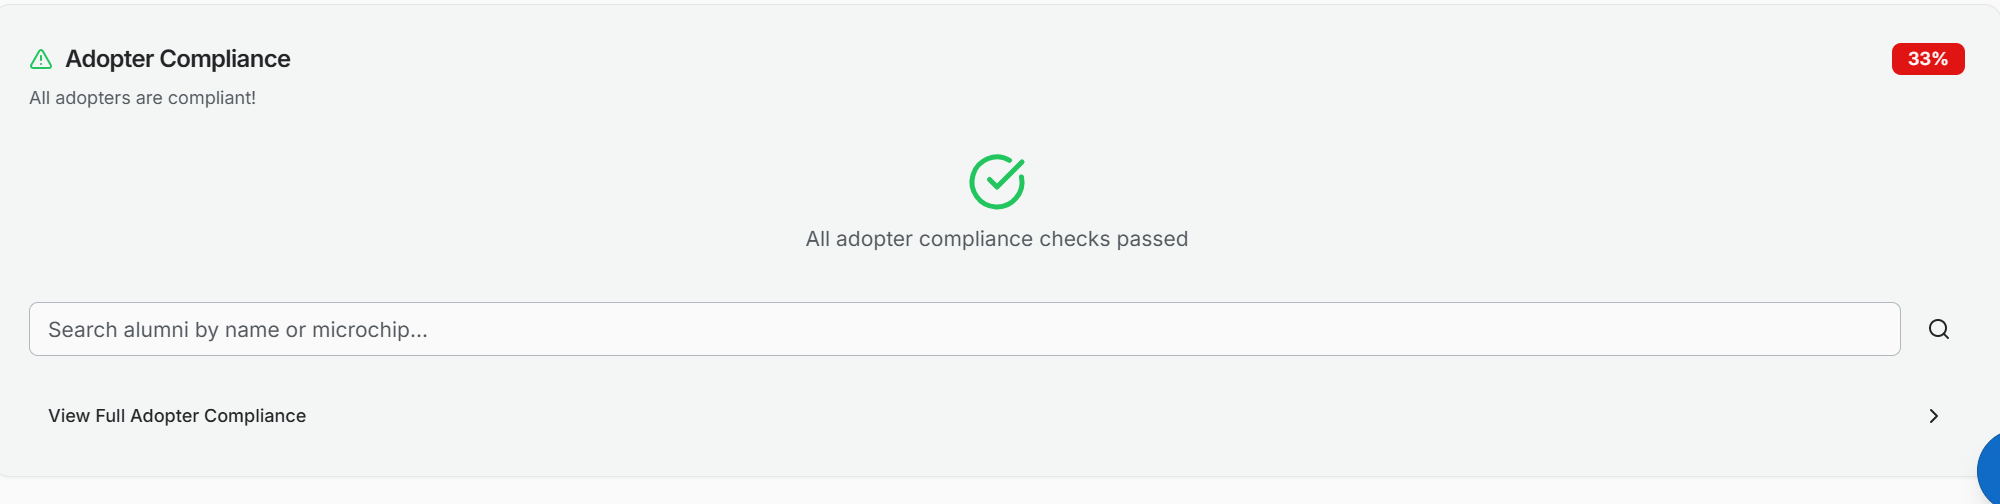 Adopter Compliance
33%
All adopters are compliant!
All adopter compliance checks passed
Search alumni by name or microchip...
View Full Adopter Compliance